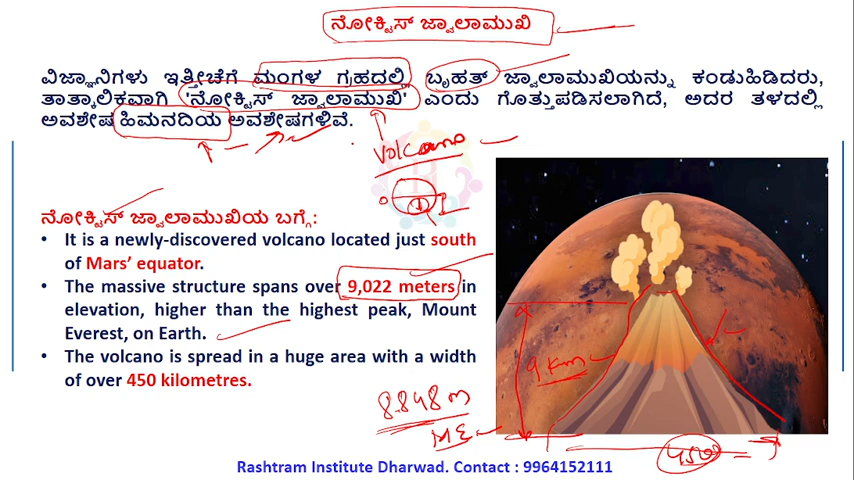 ನೋಕ್ಟಿಸ್ ಜ್ವಾಲಾಮುಖಿ
ವಿಜ್ಞಾನಿಗಳು ಇತ್ತೀಚೆಗೆ ಮಂಗಳ ಗ್ರಹದಲ್ಲಿ ಬೃಹತ್ ಜ್ವಾಲಾಮುಖಿಯನ್ನು ಕಂಡುಹಿಡಿದರು,
ತಾತ್ಕಾಲಿಕವಾಗಿ 'ನೋಕ್ಟಿಸ್ ಜ್ವಾಲಾಮುಖಿ' ಎಂದು ಗೊತ್ತುಪಡಿಸಲಾಗಿದೆ, ಅದರ ತಳದಲ್ಲಿ
ಅವಶೇಷ ಹಿಮನದಿಯ ಅವಶೇಷಗಳಿವೆ.
volcano
ನೋಕ್ಟಿಸ್ ಜ್ವಾಲಾಮುಖಿಯ ಬಗ್ಗೆ:
• It is a newly-discovered volcano located just south
of Mars' equator.
• The massive structure spans over 9,022 meters in
elevation, higher than the highest peak, Mount
Everest, on Earth.
• The volcano is spread in a huge area with a width
of over 450 kilometres.
9 km
8.848 m
ME
450
Rashtram Institute Dharwad. Contact : 9964152111